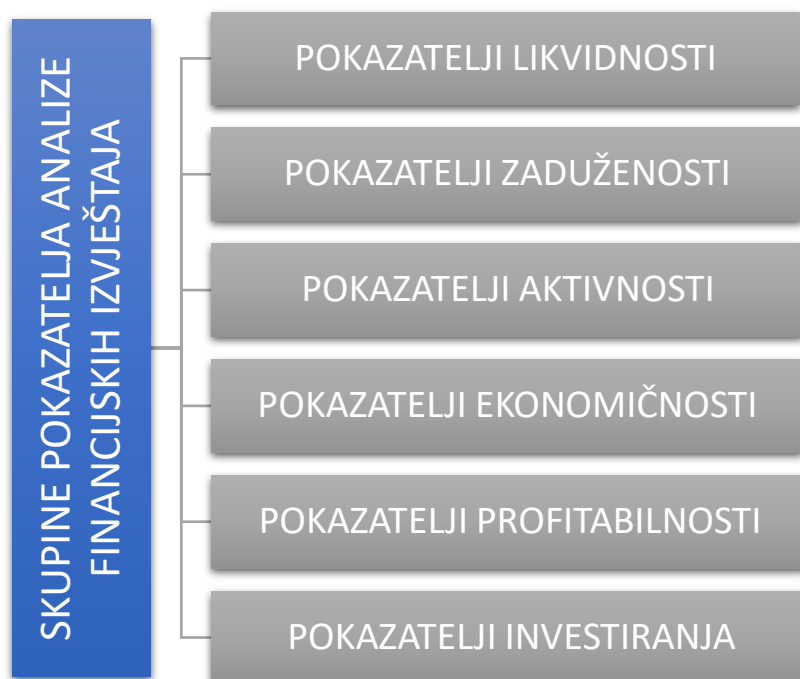 SKUPINE POKAZATELJA ANALIZE
FINANCIJSKIH IZVJEŠTAJA
POKAZATELJI LIKVIDNOSTI
POKAZATELJI ZADUŽENOSTI
POKAZATELJI AKTIVNOSTI
POKAZATELJI EKONOMIČNOSTI
POKAZATELJI PROFITABILNOSTI
POKAZATELJI INVESTIRANJA